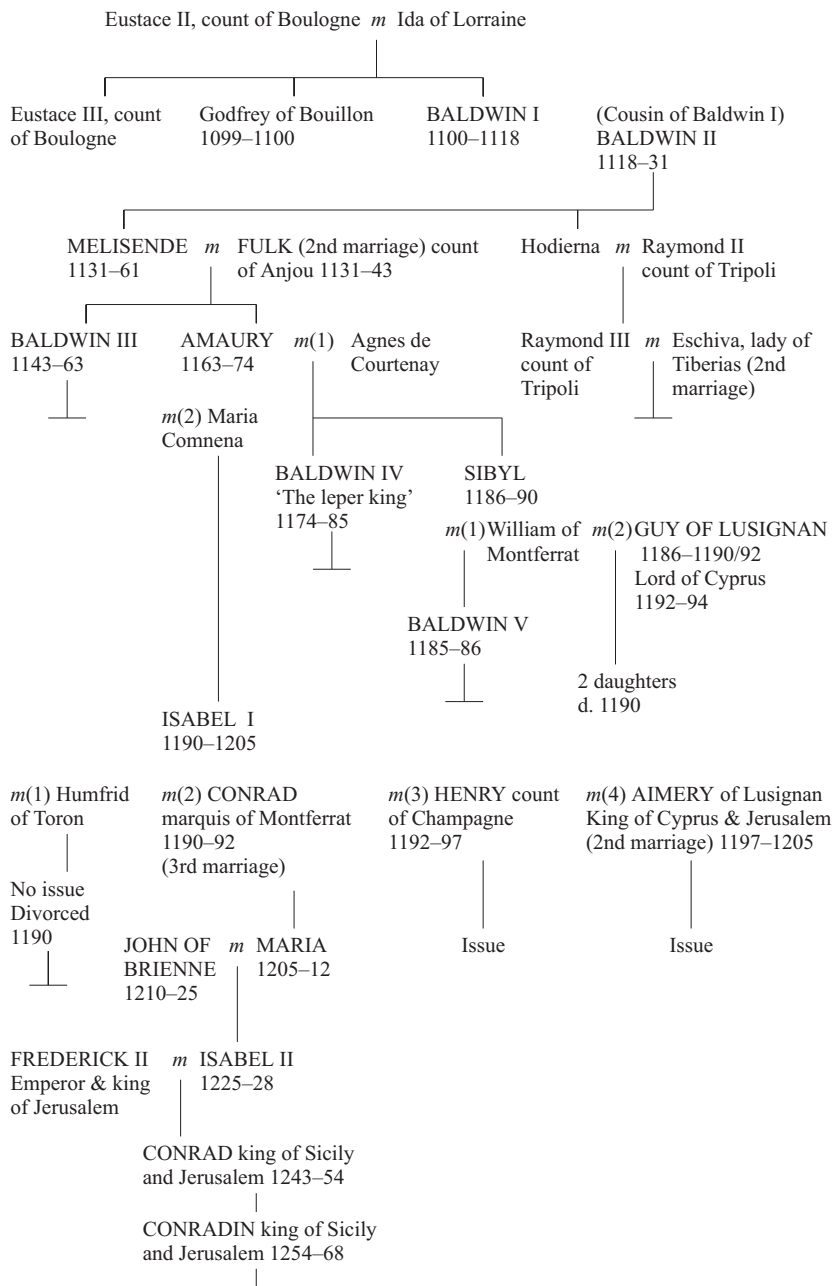 Eustace II, count of Boulogne m Ida of Lorraine
Eustace III, count
of Boulogne
Godfrey of Bouillon
1099–1100
BALDWIN I
1100–1118
(Cousin of Baldwin I)
BALDWIN II
1118–31
MELISENDE m FULK (2nd marriage) count
1131–61
of Anjou 1131–43
Hodierna m Raymond II
count of Tripoli
BALDWIN III
1143–63
AMAURY m(1) Agnes de
1163–74
Courtenay
Raymond III m Eschiva, lady of
count of
Tripoli
Tiberias (2nd
marriage)
m(2) Maria
Comnena
BALDWIN IV
‘The leper king’
1174–85
SIBYL
1186–90
m(1) William of
Montferrat
m(2) GUY OF LUSIGNAN
1186–1190/92
Lord of Cyprus
1192–94
BALDWIN V
1185–86
2 daughters
d. 1190
ISABEL I
1190–1205
m(1) Humfrid
of Toron
m(2) CONRAD
marquis of Montferrat
1190–92
(3rd marriage)
m(3) HENRY count
of Champagne
1192–97
m(4) AIMERY of Lusignan
King of Cyprus & Jerusalem
(2nd marriage) 1197–1205
No issue
Divorced
1190
JOHN OF m MARIA
BRIENNE
1210–25
1205–12
Issue
Issue
FREDERICK II m ISABEL II
Emperor & king
of Jerusalem
1225–28
CONRAD king of Sicily
and Jerusalem 1243–54
CONRADIN king of Sicily
and Jerusalem 1254–68